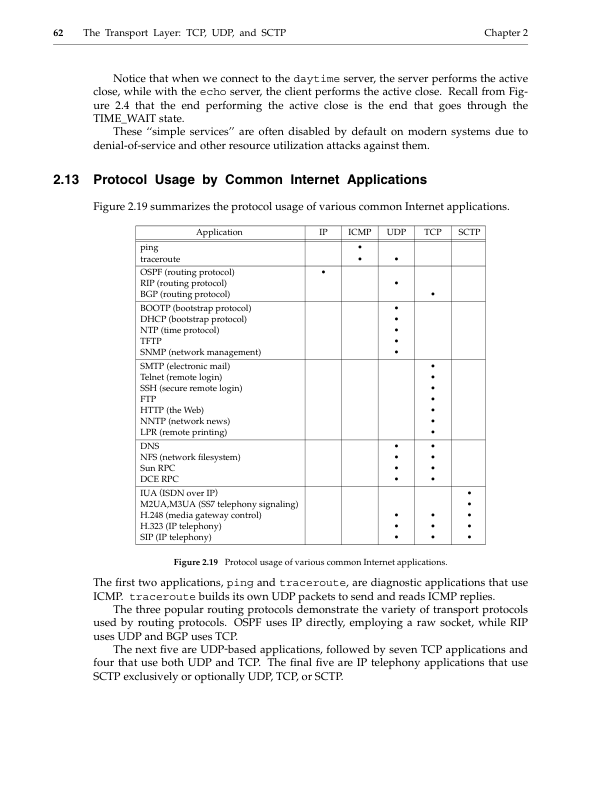 62 The Transport Layer: TCP, UDP, and SCTP Chapter 2
Notice that when we connect to the daytime server, the server performs the active
close, while with the echo server, the client performs the active close. Recall from Fig-
ure 2.4 that the end performing the active close is the end that goes through the
TIME_WAIT state.
These ‘‘simple services’’ are often disabled by default on modern systems due to
denial-of-service and other resource utilization attacks against them.
2.13 Protocol Usage by Common Internet Applications
Figure 2.19 summarizes the protocol usage of various common Internet applications.
Application IP ICMP UDP TCP SCTP
ping •
traceroute • •
OSPF (routing protocol) •
RIP (routing protocol) •
BGP (routing protocol) •
BOOTP (bootstrap protocol) •
DHCP (bootstrap protocol) •
NTP (time protocol) •
TFTP •
SNMP (network management) •
SMTP (electronic mail) •
Telnet (remote login) •
SSH (secure remote login) •
FTP •
HTTP (the Web) •
NNTP (network news) •
LPR (remote printing) •
DNS • •
NFS (network filesystem) • •
Sun RPC • •
DCE RPC • •
IUA (ISDN over IP) •
M2UA,M3UA (SS7 telephony signaling) •
H.248 (media gateway control) • • •
H.323 (IP telephony) • • •
SIP (IP telephony) • • •
Figure 2.19 Protocol usage of various common Internet applications.
The first two applications, ping and traceroute, are diagnostic applications that use
ICMP. traceroute builds its own UDP packets to send and reads ICMP replies.
The three popular routing protocols demonstrate the variety of transport protocols
used by routing protocols. OSPF uses IP directly, employing a raw socket, while RIP
uses UDP and BGP uses TCP.
The next five are UDP-based applications, followed by seven TCP applications and
four that use both UDP and TCP. The final five are IP telephony applications that use
SCTP exclusively or optionally UDP, TCP, or SCTP.